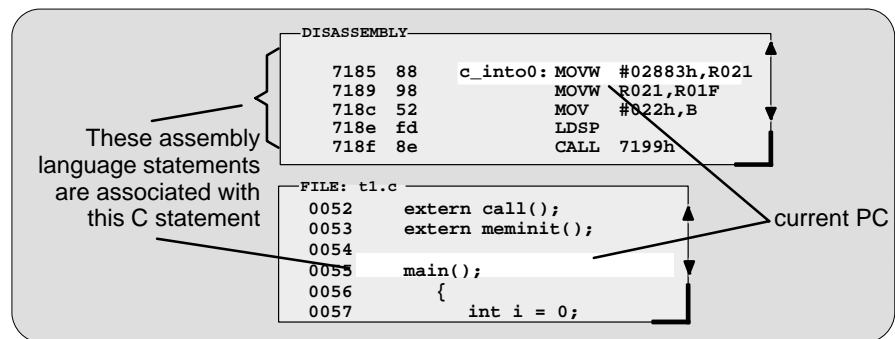 DISASSEMBLY
7185 88 c_into0: MOVW #02883h,R021
7189 98 MOVW R021,R01F
718c 52 MOV #022h,B
718e fd LDSP
718f 8e CALL 7199h
These assembly
language statements
are associated with
this C statement
FILE: t1.c
0052 extern call();
0053 extern meminit();
0054
0055 main();
0056 {
0057 int i = 0;
current PC